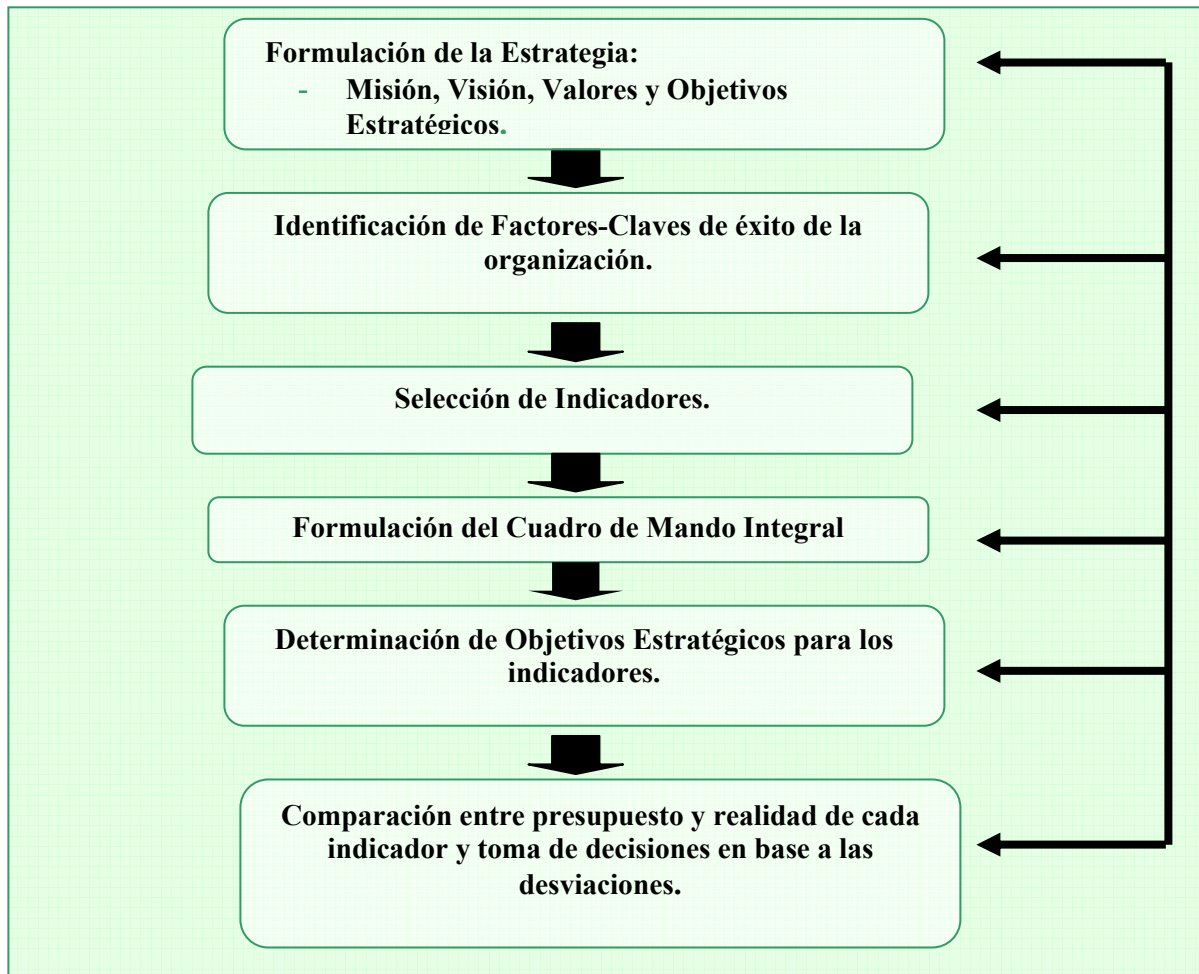 Formulación de la Estrategia:
- Misión, Visión, Valores y Objetivos
Estratégicos.
Identificación de Factores-Claves de éxito de la
organización.
Selección de Indicadores.
Formulación del Cuadro de Mando Integral
Determinación de Objetivos Estratégicos para los
indicadores.
Comparación entre presupuesto y realidad de cada
indicador y toma de decisiones en base a las
desviaciones.